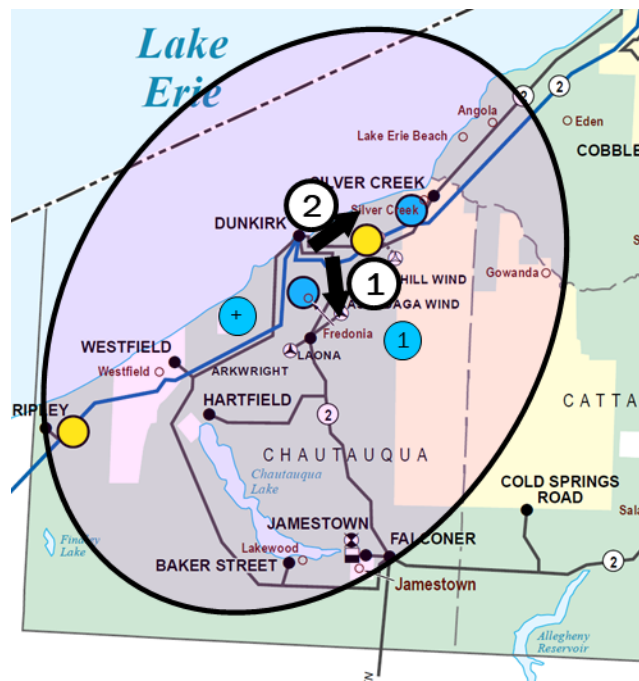 Lake
Erie
2
2
Angola
Eden
Lake Erie Beach
COBBLE
SILVER CREEK
2
Silver Creek
DUNKIRK
Gowanda
1
HILL WIND
AGA WIND
+
Fredonia
1
WESTFIELD
LAONA
Westfield
ARKWRIGHT
RIPLEY
HARTFIELD
2
CATTA
CHAUTAUQUA
Chautauqua
Lake
COLD SPRINGS
ROAD
Sala
JAMESTOWN
FALCONER
Findley
Lake
Lakewood
BAKER STREET
2
Jamestown
Allegheny
Reservoir
N